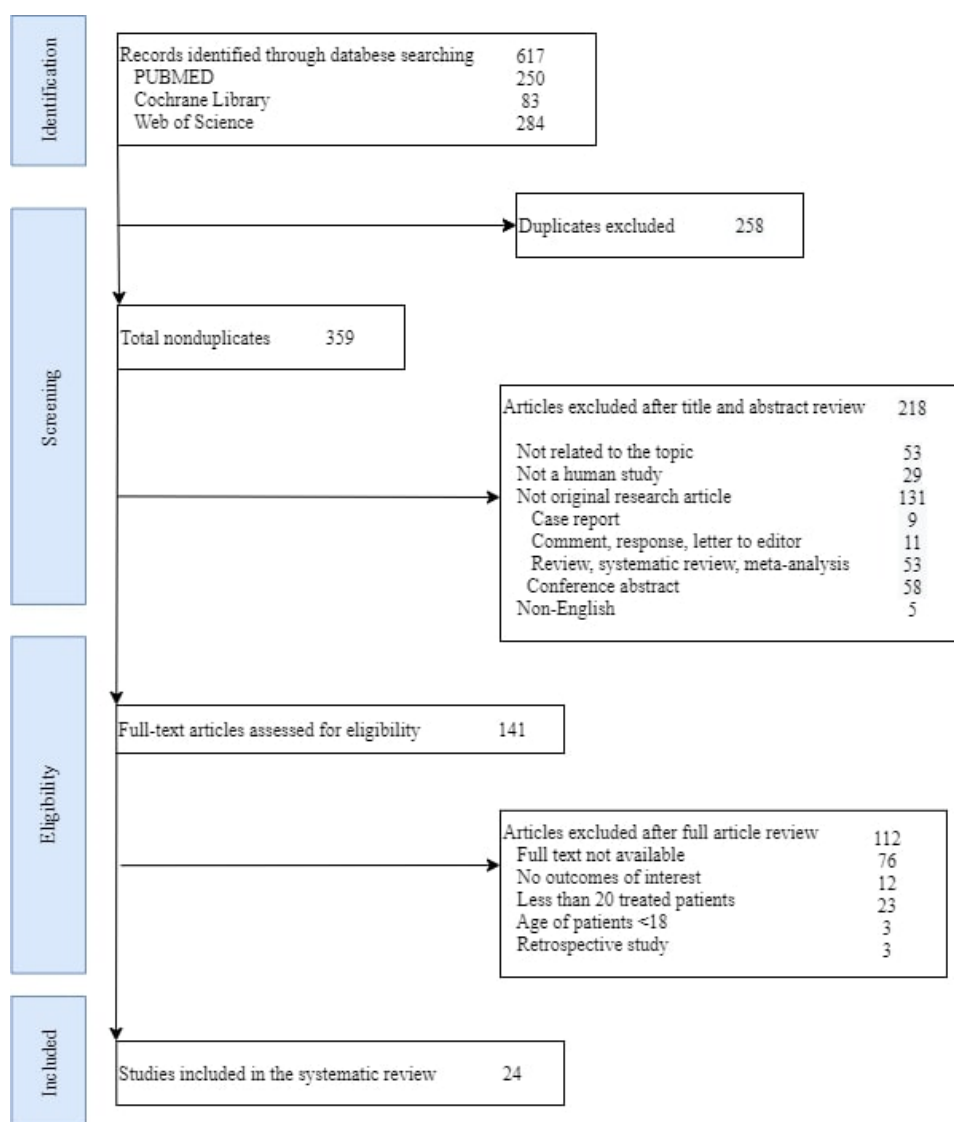 Identification
Records identified through databese searching 617
PUBMED 250
Cochrane Library 83
Web of Science 284
Screening
Duplicates excluded 258
Total nonduplicates 359
Articles excluded after title and abstract review 218
Not related to the topic 53
Not a human study 29
Not original research article 131
Case report 9
Comment, response, letter to editor 11
Review, systematic review, meta-analysis 53
Conference abstract 58
Non-English 5
Eligibility
Full-text articles assessed for eligibility 141
Articles excluded after full article review 112
Full text not available 76
No outcomes of interest 12
Less than 20 treated patients 23
Age of patients <18 3
Retrospective study 3
Included
Studies included in the systematic review 24